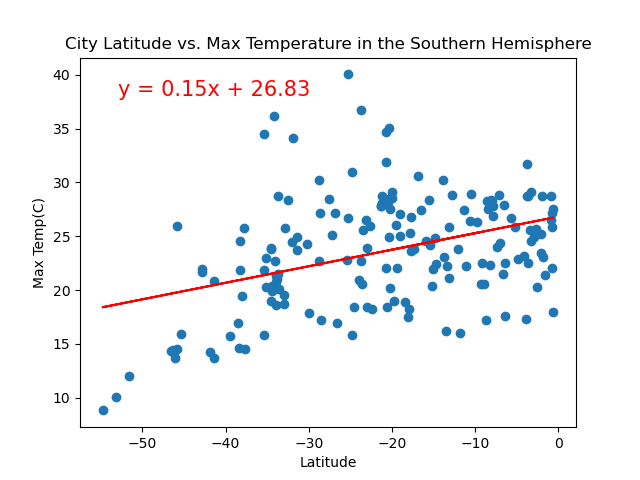 City Latitude vs. Max Temperature in the Southern Hemisphere
y = 0.15x + 26.83
40
35
30
25
20
15
10
Max Temp(C)
−50 −40 −30 −20 −10 0
Latitude